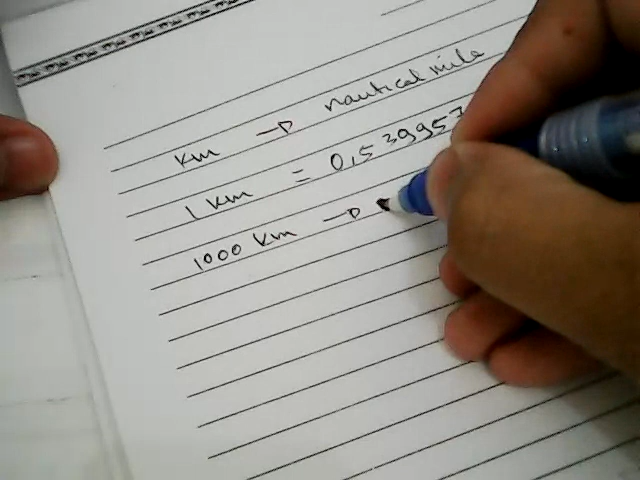 km → nautical mile
1 km = 0,539957
1000 km →